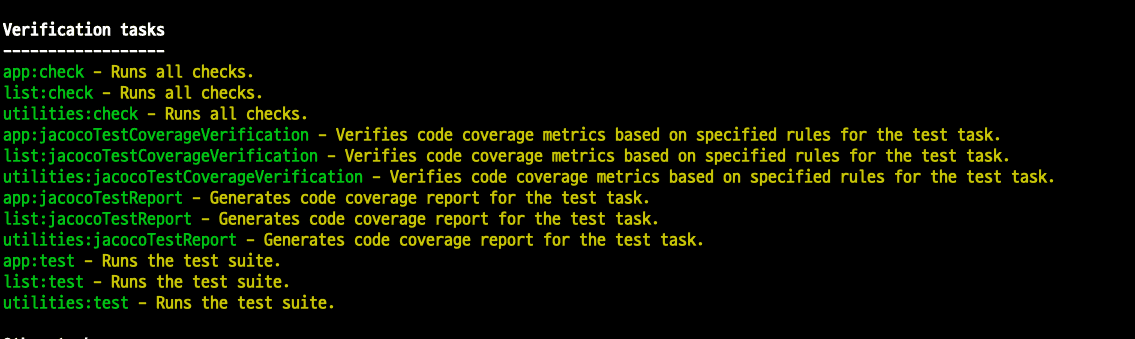 Verification tasks
------------------
app:check - Runs all checks.
list:check - Runs all checks.
utilities:check - Runs all checks.
app:jacocoTestCoverageVerification - Verifies code coverage metrics based on specified rules for the test task.
list:jacocoTestCoverageVerification - Verifies code coverage metrics based on specified rules for the test task.
utilities:jacocoTestCoverageVerification - Verifies code coverage metrics based on specified rules for the test task.
app:jacocoTestReport - Generates code coverage report for the test task.
list:jacocoTestReport - Generates code coverage report for the test task.
utilities:jacocoTestReport - Generates code coverage report for the test task.
app:test - Runs the test suite.
list:test - Runs the test suite.
utilities:test - Runs the test suite.